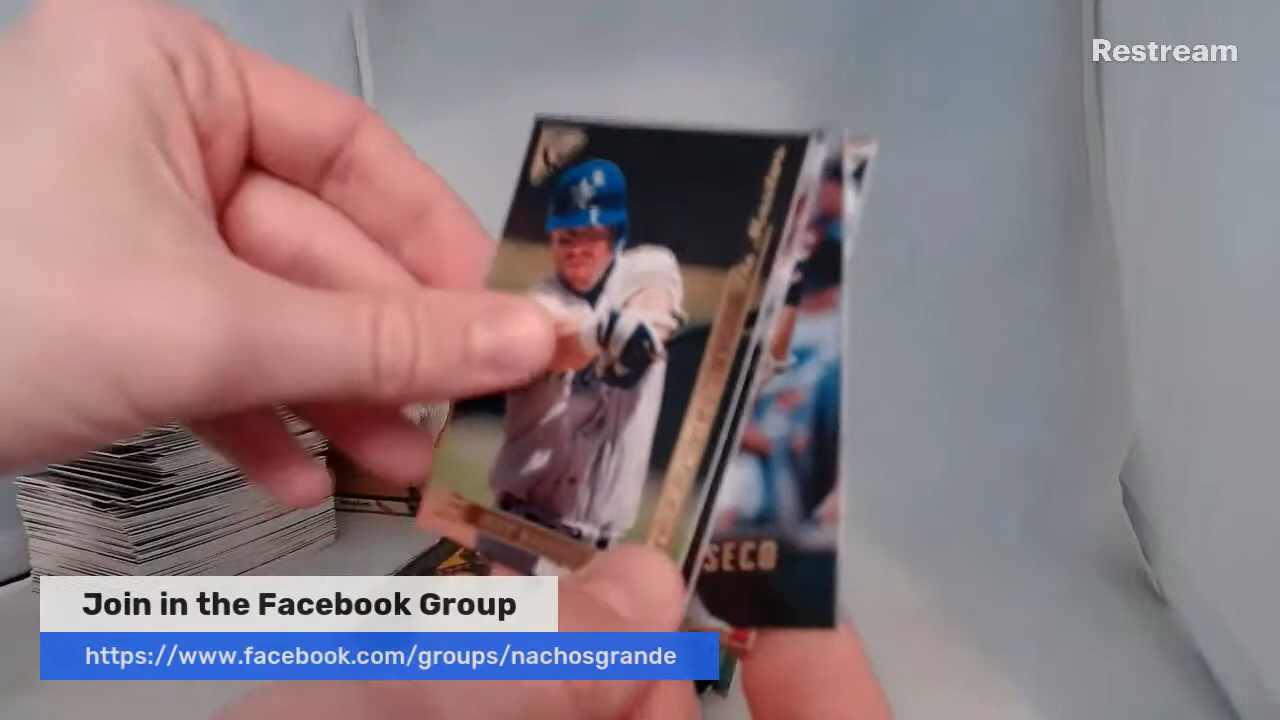 Restream
SECO
Join in the Facebook Group
https://www.facebook.com/groups/nachosgrande